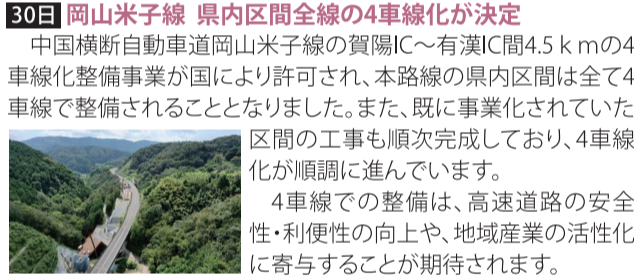 30日 岡山米子線 県内区間全線の4車線化が決定
中国横断自動車道岡山米子線の賀陽IC～有漢IC間4.5ｋｍの4
車線化整備事業が国により許可され、本路線の県内区間は全て4
車線で整備されることとなりました。また、既に事業化されていた
区間の工事も順次完成しており、4車線
化が順調に進んでいます。
4車線での整備は、高速道路の安全
性・利便性の向上や、地域産業の活性化
に寄与することが期待されます。